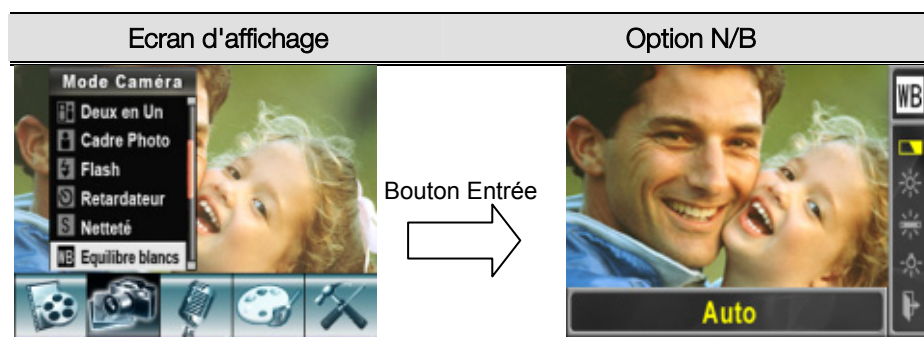 Ecran d'affichage
Option N/B
Mode Caméra
Deux en Un
Cadre Photo
Flash
Retardateur
S Netteté
WB Equilibre blancs
Bouton Entrée
WB
Auto